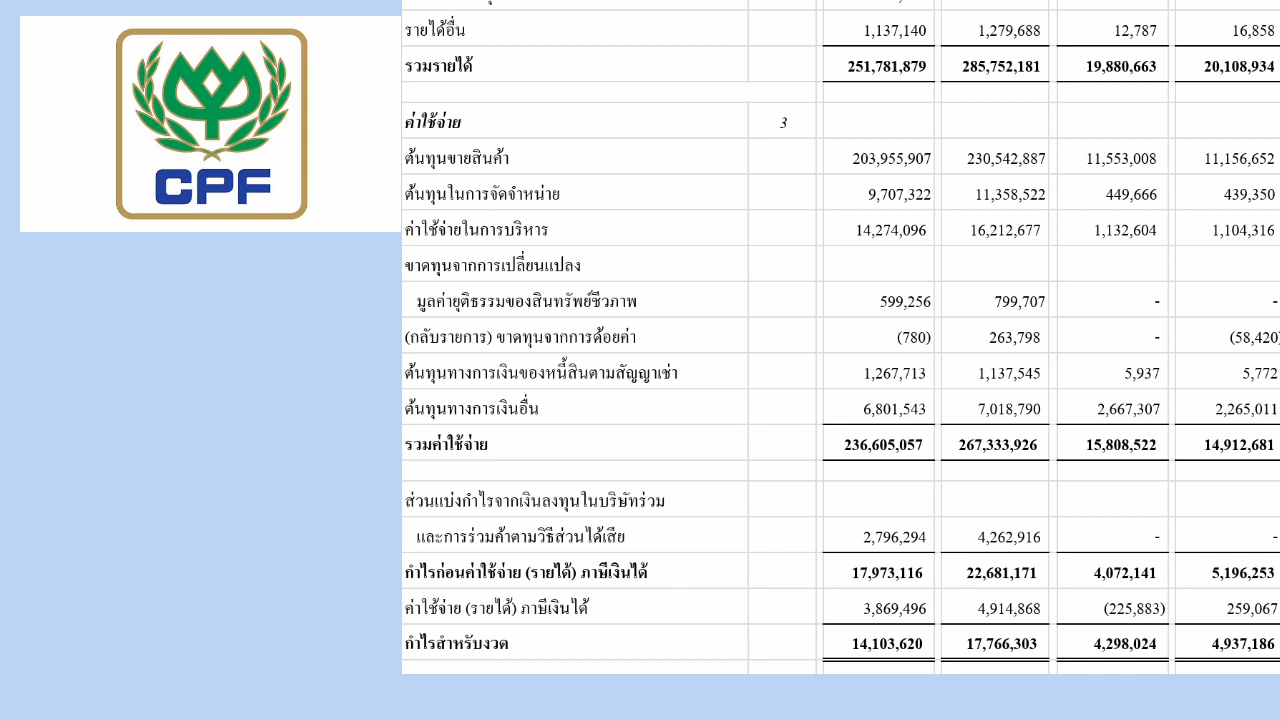 CPF
รายได้อื่น 1,137,140 1,279,688 12,787 16,858
รวมรายได้ 251,781,879 285,752,181 19,880,663 20,108,934
ค่าใช้จ่าย 3
ต้นทุนขายสินค้า 203,955,907 230,542,887 11,553,008 11,156,652
ต้นทุนในการจัดจำหน่าย 9,707,322 11,358,522 449,666 439,350
ค่าใช้จ่ายในการบริหาร 14,274,096 16,212,677 1,132,604 1,104,316
ขาดทุนจากการเปลี่ยนแปลง
มูลค่ายุติธรรมของสินทรัพย์ชีวภาพ 599,256 799,707 - -
(กลับรายการ) ขาดทุนจากการด้อยค่า (780) 263,798 - (58,420)
ต้นทุนทางการเงินของหนี้สินตามสัญญาเช่า 1,267,713 1,137,545 5,937 5,772
ต้นทุนทางการเงินอื่น 6,801,543 7,018,790 2,667,307 2,265,011
รวมค่าใช้จ่าย 236,605,057 267,333,926 15,808,522 14,912,681
ส่วนแบ่งกำไรจากเงินลงทุนในบริษัทร่วม
และการร่วมค้าตามวิธีส่วนได้เสีย 2,796,294 4,262,916 - -
กำไรก่อนค่าใช้จ่าย (รายได้) ภาษีเงินได้ 17,973,116 22,681,171 4,072,141 5,196,253
ค่าใช้จ่าย (รายได้) ภาษีเงินได้ 3,869,496 4,914,868 (225,883) 259,067
กำไรสำหรับงวด 14,103,620 17,766,303 4,298,024 4,937,186